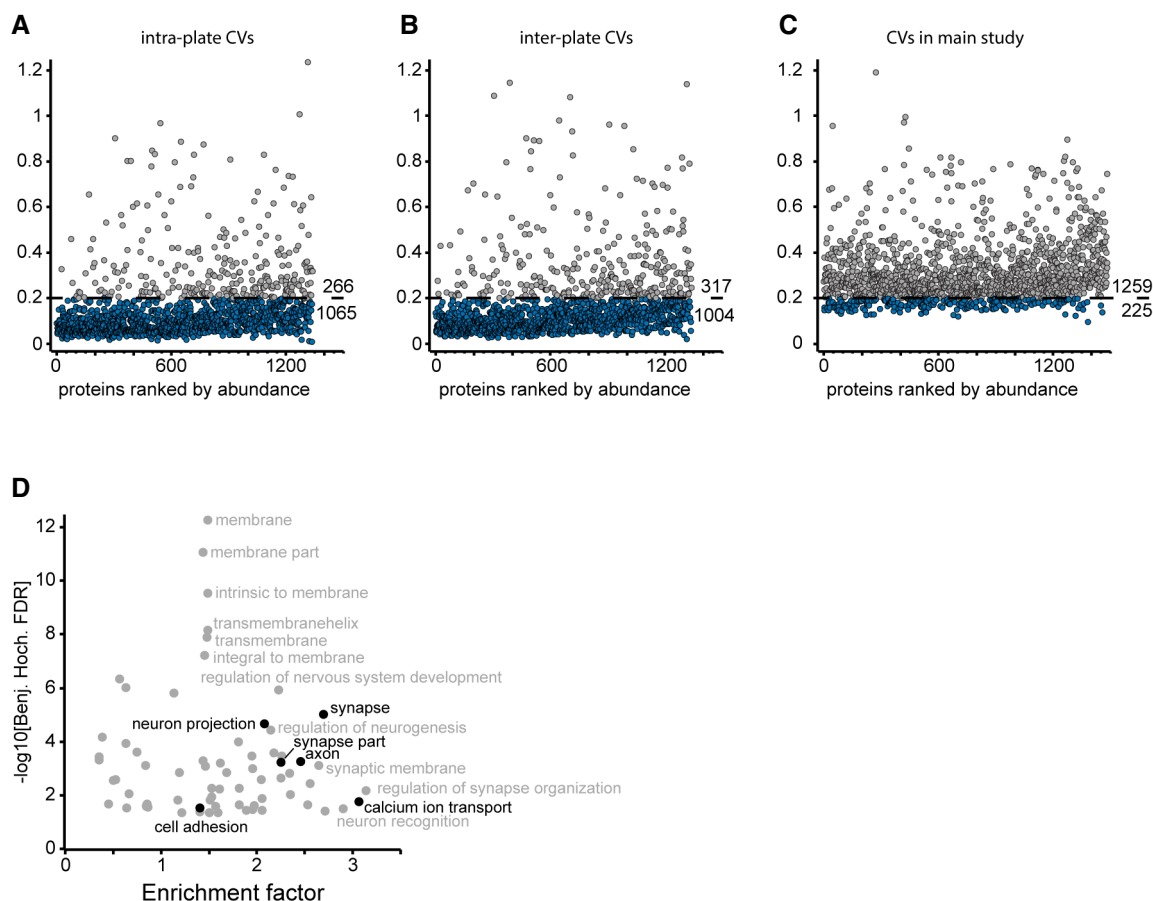 A
intra-plate CVs
1.2
1
0.8
0.6
0.4
0.2
0
266
1065
0
600
1200
proteins ranked by abundance
B
inter-plate CVs
1.2
1
0.8
0.6
0.4
0.2
0
317
1004
0
600
1200
proteins ranked by abundance
C
CVs in main study
1.2
1
0.8
0.6
0.4
0.2
0
1259
225
0
600
1200
proteins ranked by abundance
D
-log10[Benj. Hoch. FDR]
12
10
8
6
4
2
0
membrane
membrane part
intrinsic to membrane
transmembranehelix
transmembrane
integral to membrane
regulation of nervous system development
synapse
neuron projection
regulation of neurogenesis
synapse part
axon
synaptic membrane
regulation of synapse organization
calcium ion transport
neuron recognition
cell adhesion
0
1
2
3
Enrichment factor